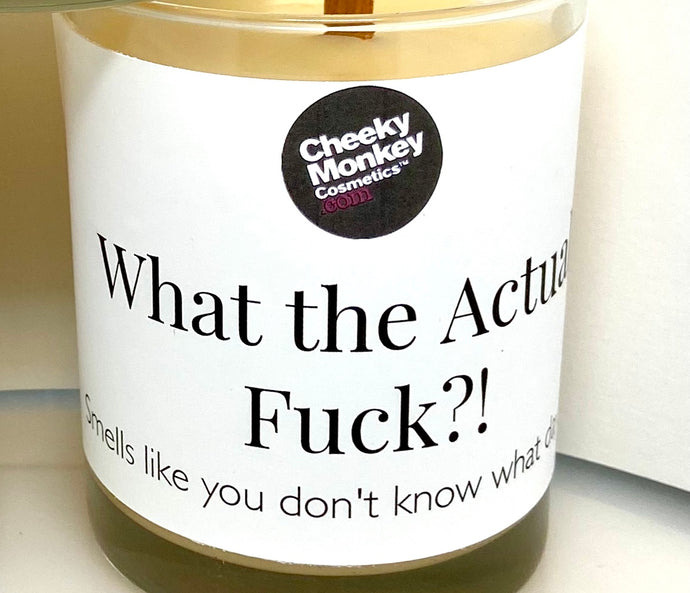 Cheeky
Monkey
Cosmetics™
.com
What the Actual
Fuck?!
Smells like you don't know what